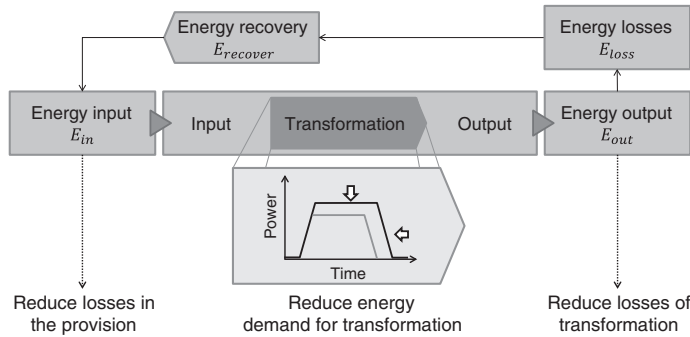 Energy recovery
E_recover
Energy losses
E_loss
Energy input
E_in
Input
Transformation
Output
Energy output
E_out
Power
Time
Reduce losses in
the provision
Reduce energy
demand for transformation
Reduce losses of
transformation